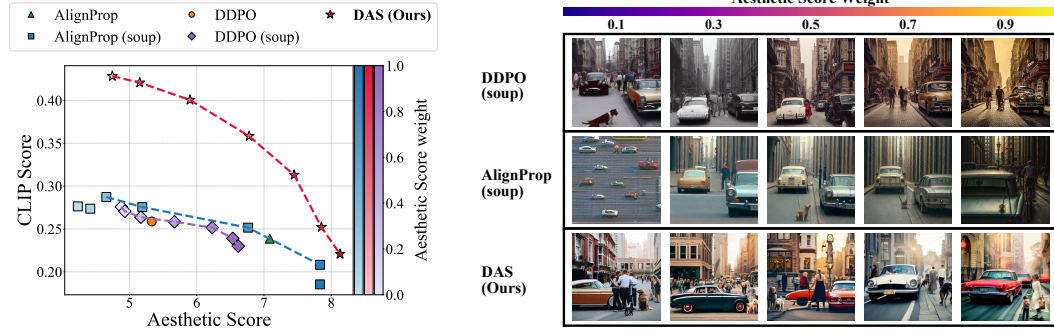 AlignProp
DDPO
DAS (Ours)
AlignProp (soup)
DDPO (soup)
CLIP Score
0.40
0.35
0.30
0.25
0.20
5
6
7
8
Aesthetic Score
1.0
0.8
0.6
0.4
0.2
0.0
Aesthetic Score weight
Aesthetic Score Weight
0.1
0.3
0.5
0.7
0.9
DDPO
(soup)
AlignProp
(soup)
DAS
(Ours)